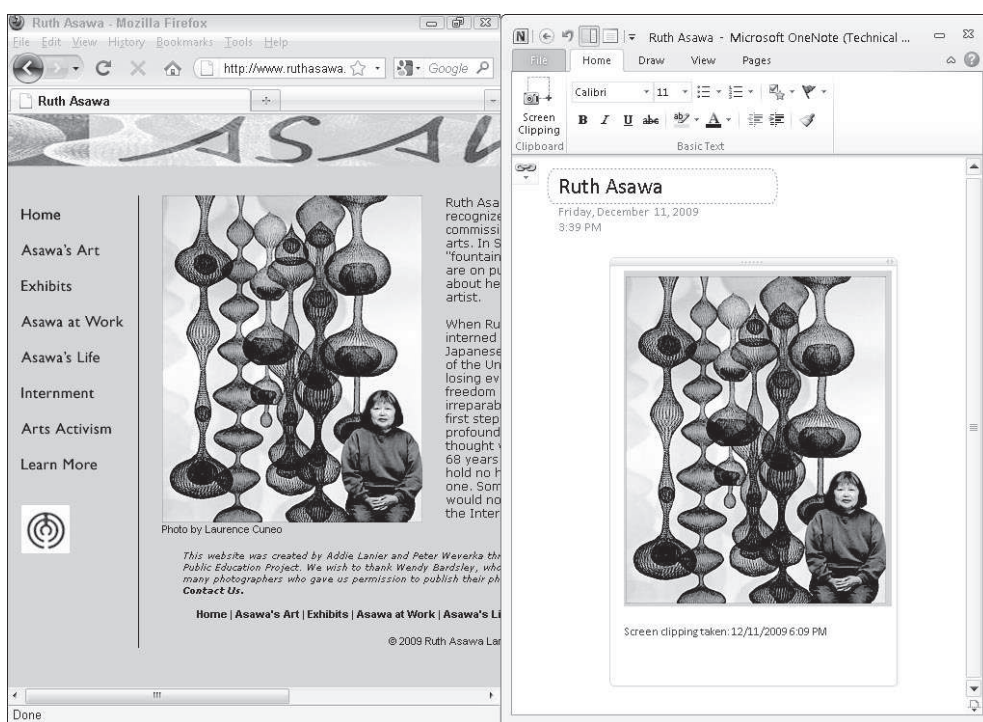 Ruth Asawa - Mozilla Firefox
File Edit View History Bookmarks Tools Help
http://www.ruthasawa. Google
Ruth Asawa
ASAW
Home
Asawa's Art
Exhibits
Asawa at Work
Asawa's Life
Internment
Arts Activism
Learn More
Photo by Laurence Cuneo
Ruth Asa
recognize
commissi
arts. In S
"fountain
are on pu
about he
artist.
When Ru
interned
Japanese
of the Un
losing ev
freedom
irreparab
first step
profound
thought v
68 years
hold no h
one. Som
would no
the Inter
This website was created by Addie Lanier and Peter Weverka thr
Public Education Project. We wish to thank Wendy Bardsley, who
many photographers who gave us permission to publish their ph
Contact Us.
Home | Asawa's Art | Exhibits | Asawa at Work | Asawa's Li
© 2009 Ruth Asawa Lan
Done
Ruth Asawa - Microsoft OneNote (Technical ...
File Home Draw View Pages
Calibri 11
Screen
Clipping
B I U abc ab A
Clipboard Basic Text
Ruth Asawa
Friday, December 11, 2009
3:39 PM
Screen clipping taken: 12/11/2009 6:09 PM